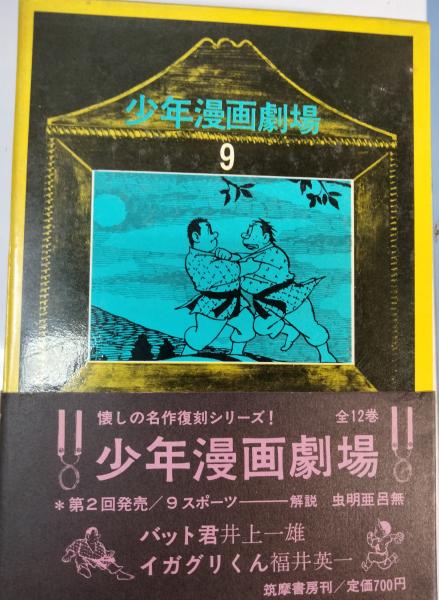 少年漫画劇場
9
懐しの名作復刻シリーズ! 全12巻
少年漫画劇場
*第2回発売/9スポーツ——解説 虫明亜呂無
バット君井上一雄
イガグリくん福井英一
筑摩書房刊/定価700円